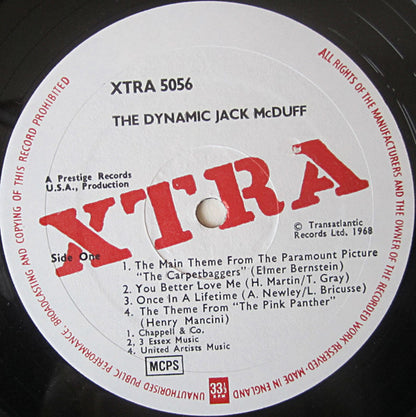 XTRA 5056
THE DYNAMIC JACK McDUFF
A Prestige Records
U.S.A., Production
XTRA
© Transatlantic
Records Ltd. 1968
Side One
1. The Main Theme From The Paramount Picture
"The Carpetbaggers" (Elmer Bernstein)
2. You Better Love Me (H. Martin/T. Gray)
3. Once In A Lifetime (A. Newley/L. Bricusse)
4. The Theme From "The Pink Panther"
(Henry Mancini)
1. Chappell & Co.
2, 3 Essex Music
4. United Artists Music
MCPS
33⅓
RPM
ALL RIGHTS OF THE MANUFACTURERS AND THE OWNER OF THE RECORDED WORK RESERVED-MADE IN ENGLAND
UNAUTHORISED PUBLIC PERFORMANCE, BROADCASTING AND COPYING OF THIS RECORD PROHIBITED